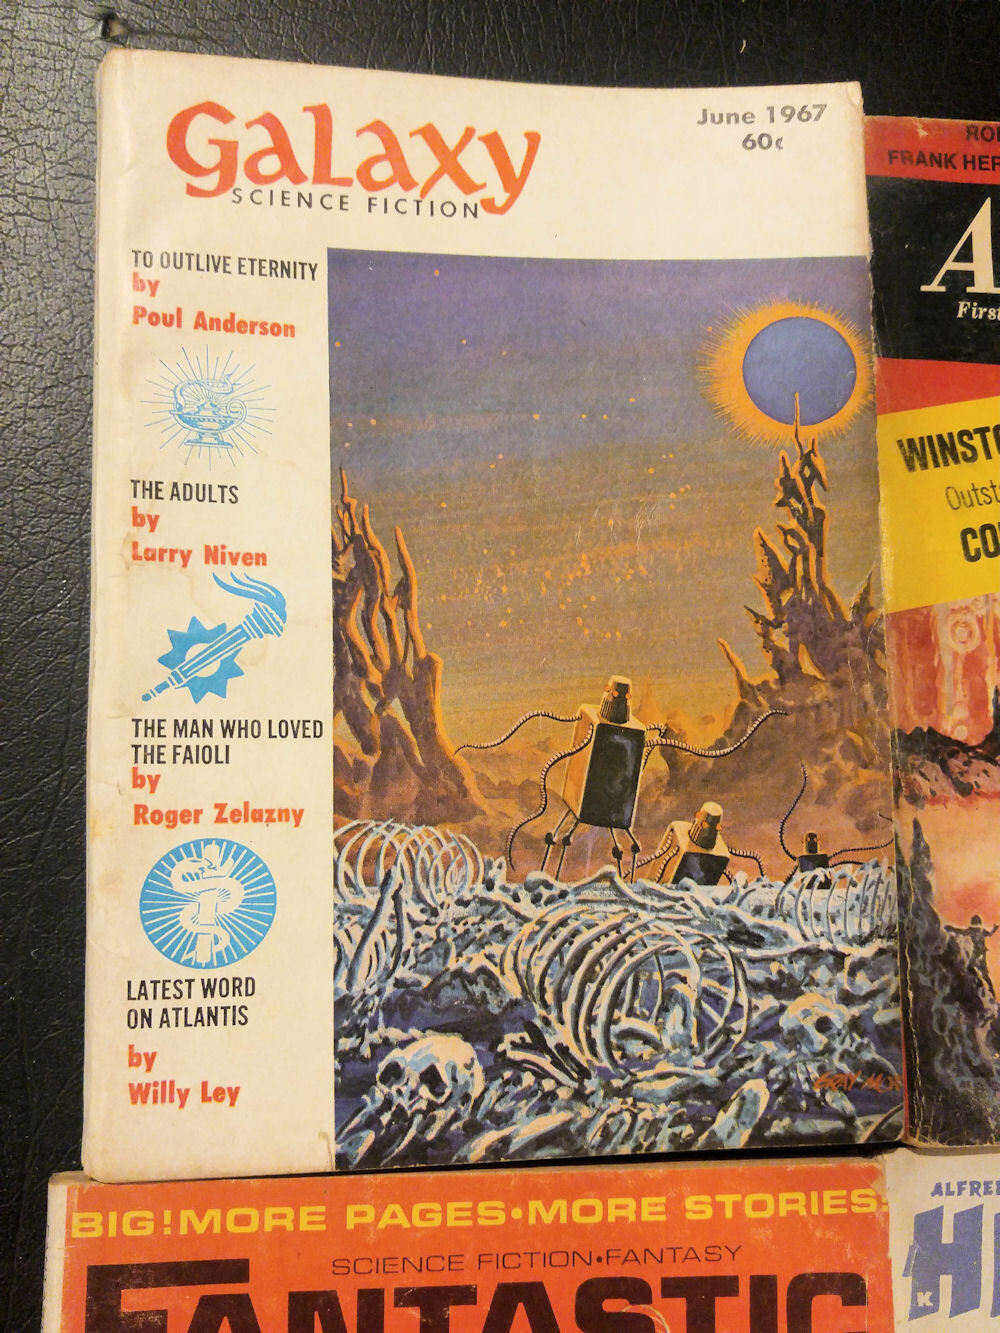 Galaxy
SCIENCE FICTION
June 1967
60¢
TO OUTLIVE ETERNITY
by
Poul Anderson
THE ADULTS
by
Larry Niven
THE MAN WHO LOVED
THE FAIOLI
by
Roger Zelazny
LATEST WORD
ON ATLANTIS
by
Willy Ley
GRAY MO
FRANK HER
A
First
WINSTO
Outst
CO
BIG! MORE PAGES • MORE STORIES
SCIENCE FICTION • FANTASY
FANTASTIC
ALFRE
H
K